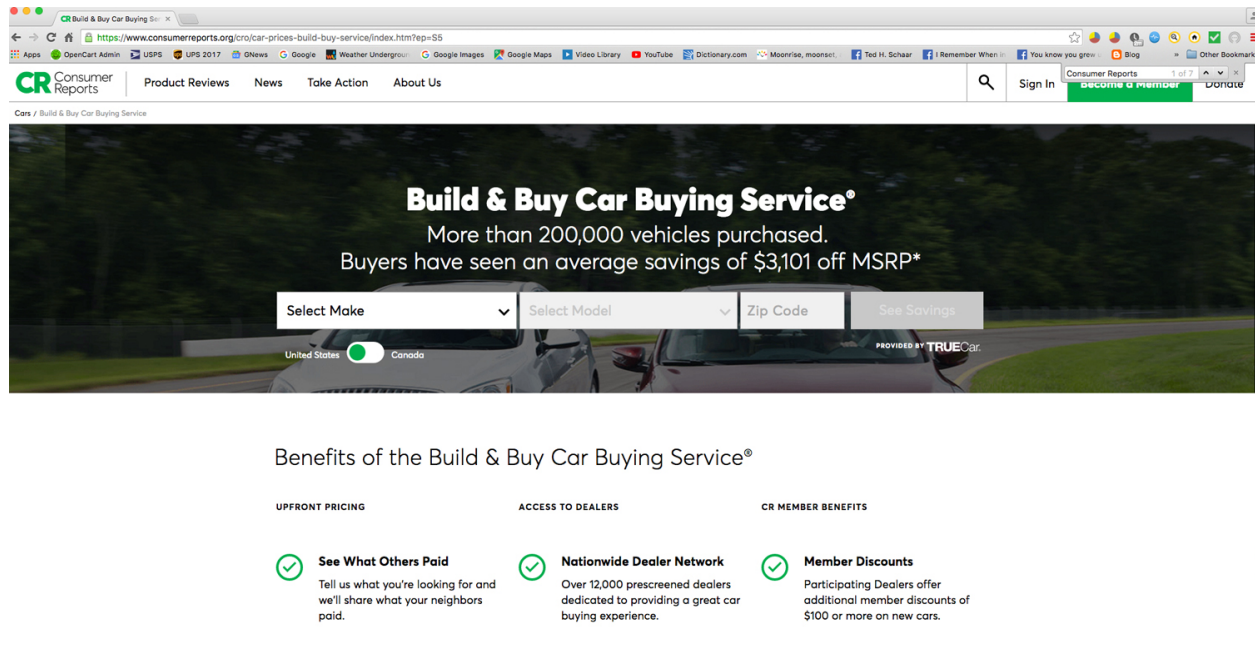 CR Build & Buy Car Buying Ser
https://www.consumerreports.org/cro/car-prices-build-buy-service/index.htm?ep=S5
Apps OpenCart Admin USPS UPS 2017 GNews Google Weather Undergroun Google Images Google Maps Video Library YouTube Dictionary.com Moonrise, moonset, Ted H. Schaar I Remember When in You know you grew Blog » Other Bookmark
Consumer Reports 1 of 7
CR Consumer Reports
Product Reviews News Take Action About Us Sign In Become a Member Donate
Cars / Build & Buy Car Buying Service
Build & Buy Car Buying Service®
More than 200,000 vehicles purchased.
Buyers have seen an average savings of $3,101 off MSRP*
Select Make Select Model Zip Code See Savings
United States Canada PROVIDED BY TRUECar.
Benefits of the Build & Buy Car Buying Service®
UPFRONT PRICING ACCESS TO DEALERS CR MEMBER BENEFITS
See What Others Paid
Tell us what you're looking for and
we'll share what your neighbors
paid.
Nationwide Dealer Network
Over 12,000 prescreened dealers
dedicated to providing a great car
buying experience.
Member Discounts
Participating Dealers offer
additional member discounts of
$100 or more on new cars.